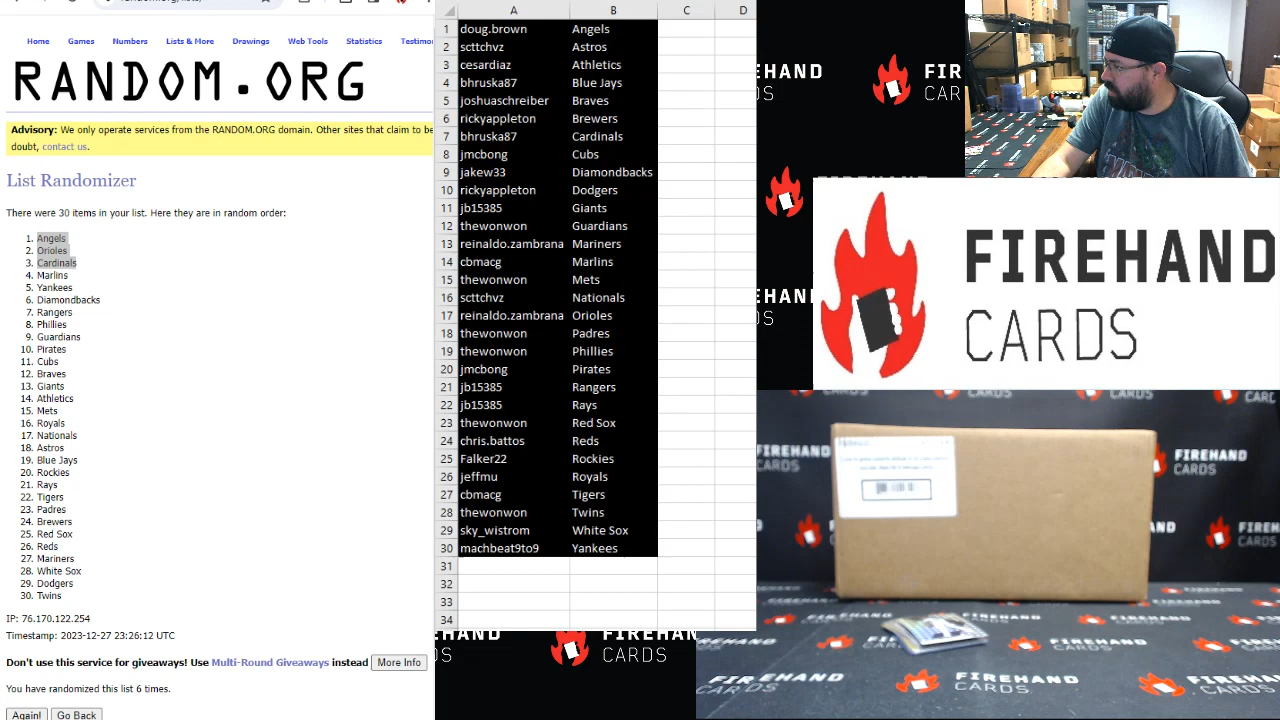 Home Games Numbers Lists & More Drawings Web Tools Statistics Testimo
RANDOM.ORG
Advisory: We only operate services from the RANDOM.ORG domain. Other sites that claim to be
doubt, contact us.
List Randomizer
There were 30 items in your list. Here they are in random order:
1. Angels
2. Orioles
3. Cardinals
4. Marlins
5. Yankees
6. Diamondbacks
7. Rangers
8. Phillies
9. Guardians
10. Pirates
11. Cubs
12. Braves
13. Giants
14. Athletics
15. Mets
16. Royals
17. Nationals
18. Astros
19. Blue Jays
20. Rockies
21. Rays
22. Tigers
23. Padres
24. Brewers
25. Red Sox
26. Reds
27. Mariners
28. White Sox
29. Dodgers
30. Twins
IP: 76.170.122.254
Timestamp: 2023-12-27 23:26:12 UTC
Don't use this service for giveaways! Use Multi-Round Giveaways instead More Info
You have randomized this list 6 times.
Again! Go Back
A B C D
1 doug.brown Angels
2 scttchvz Astros
3 cesardiaz Athletics
4 bhruska87 Blue Jays
5 joshuaschreiber Braves
6 rickyappleton Brewers
7 bhruska87 Cardinals
8 jmcbong Cubs
9 jakew33 Diamondbacks
10 rickyappleton Dodgers
11 jb15385 Giants
12 thewonwon Guardians
13 reinaldo.zambrana Mariners
14 cbmacg Marlins
15 thewonwon Mets
16 scttchvz Nationals
17 reinaldo.zambrana Orioles
18 thewonwon Padres
19 thewonwon Phillies
20 jmcbong Pirates
21 jb15385 Rangers
22 jb15385 Rays
23 thewonwon Red Sox
24 chris.battos Reds
25 Falker22 Rockies
26 jeffmu Royals
27 cbmacg Tigers
28 thewonwon Twins
29 sky_wistrom White Sox
30 machbeat9to9 Yankees
31
32
33
34
FIREHAND
CARDS
FIREHAND
CARDS
FIREHAND
CARDS